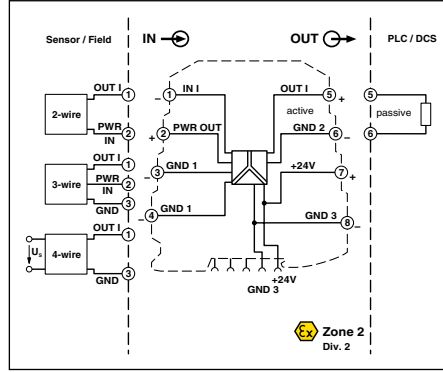 Sensor / Field
IN
OUT
PLC / DCS
OUT I 1
2-wire
PWR 2
IN
OUT I 1
3-wire
PWR 2
IN
GND 3
OUT I 1
Us
4-wire
GND 3
– 1 IN I
+ 2 PWR OUT
– 3 GND 1
– 4 GND 1
OUT I 5 +
active
GND 2 6 –
+24V 7 +
GND 3 8 –
+24V
GND 3
5
passive
6
Ex Zone 2
Div. 2